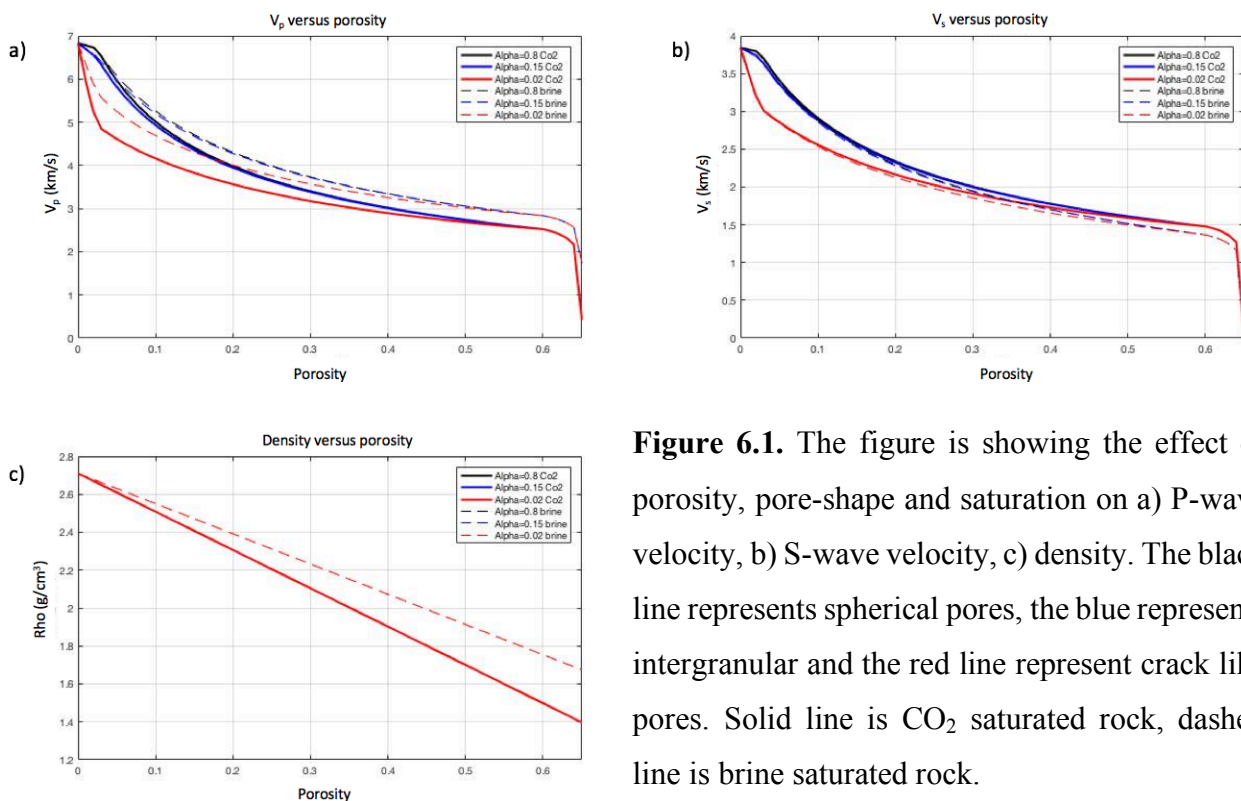 Vp versus porosity
a)
7
6
5
4
3
2
1
0
Vp (km/s)
0 0.1 0.2 0.3 0.4 0.5 0.6
Porosity
Alpha=0.8 Co2
Alpha=0.15 Co2
Alpha=0.02 Co2
Alpha=0.8 brine
Alpha=0.15 brine
Alpha=0.02 brine
Vs versus porosity
b)
4
3.5
3
2.5
2
1.5
1
0.5
0
Vs (km/s)
0 0.1 0.2 0.3 0.4 0.5 0.6
Porosity
Alpha=0.8 Co2
Alpha=0.15 Co2
Alpha=0.02 Co2
Alpha=0.8 brine
Alpha=0.15 brine
Alpha=0.02 brine
Density versus porosity
c)
2.8
2.6
2.4
2.2
2
1.8
1.6
1.4
1.2
Rho (g/cm³)
0 0.1 0.2 0.3 0.4 0.5 0.6
Porosity
Alpha=0.8 Co2
Alpha=0.15 Co2
Alpha=0.02 Co2
Alpha=0.8 brine
Alpha=0.15 brine
Alpha=0.02 brine
Figure 6.1. The figure is showing the effect
porosity, pore-shape and saturation on a) P-wav
velocity, b) S-wave velocity, c) density. The blac
line represents spherical pores, the blue represen
intergranular and the red line represent crack lik
pores. Solid line is CO₂ saturated rock, dashe
line is brine saturated rock.